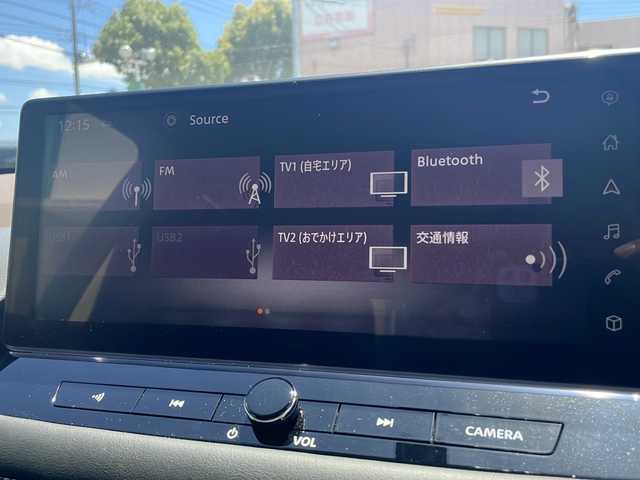 12:15
Source
AM
FM
TV1 (自宅エリア)
Bluetooth
USB1
USB2
TV2 (おでかけエリア)
交通情報
VOL
CAMERA